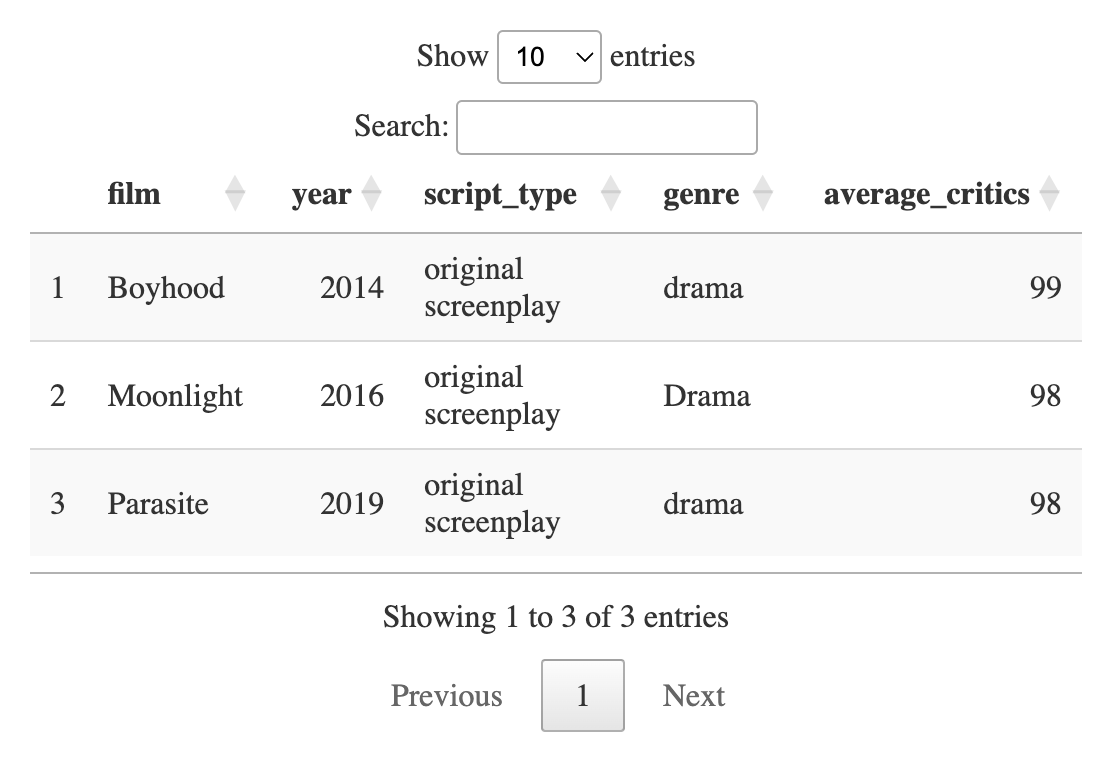 Show 10 entries
Search:
film year script_type genre average_critics
1 Boyhood 2014 original screenplay drama 99
2 Moonlight 2016 original screenplay Drama 98
3 Parasite 2019 original screenplay drama 98
Showing 1 to 3 of 3 entries
Previous 1 Next